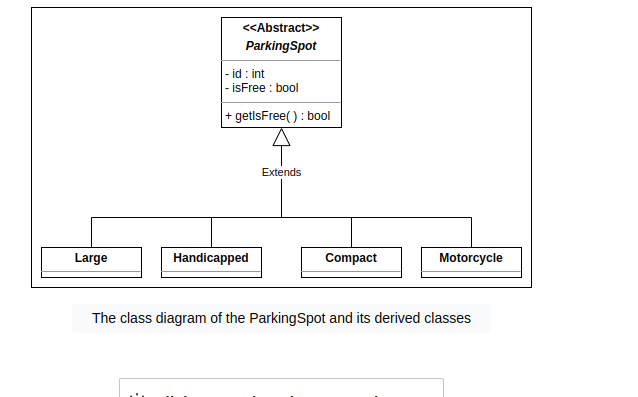 <<Abstract>>
ParkingSpot
- id : int
- isFree : bool
+ getIsFree( ) : bool
Extends
Large
Handicapped
Compact
Motorcycle
The class diagram of the ParkingSpot and its derived classes